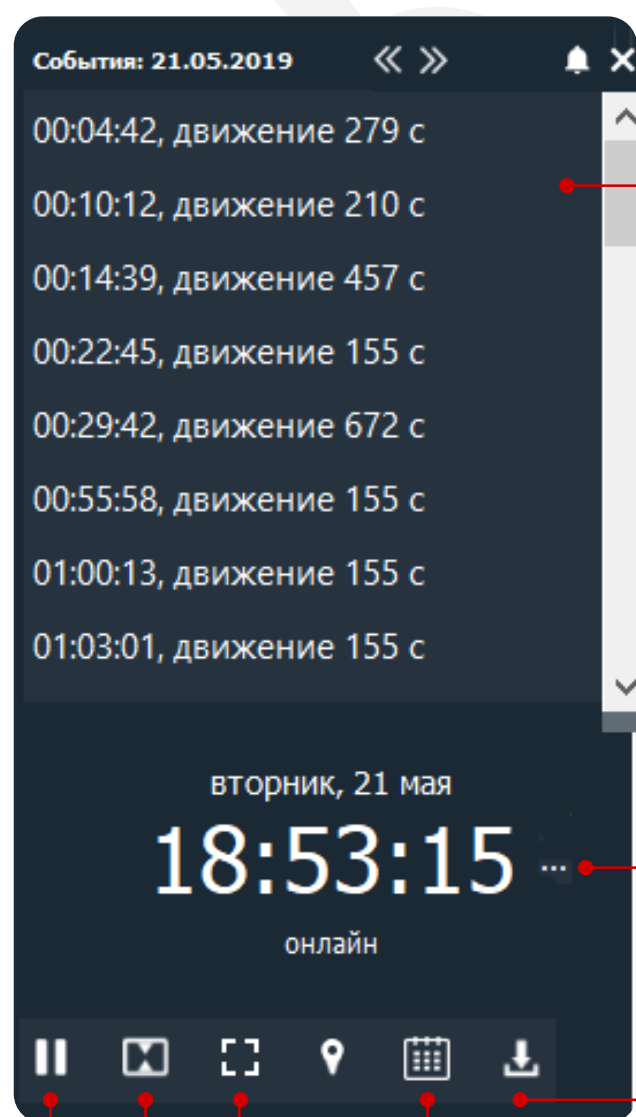 События: 21.05.2019
00:04:42, движение 279 с
00:10:12, движение 210 с
00:14:39, движение 457 с
00:22:45, движение 155 с
00:29:42, движение 672 с
00:55:58, движение 155 с
01:00:13, движение 155 с
01:03:01, движение 155 с
вторник, 21 мая
18:53:15
онлайн